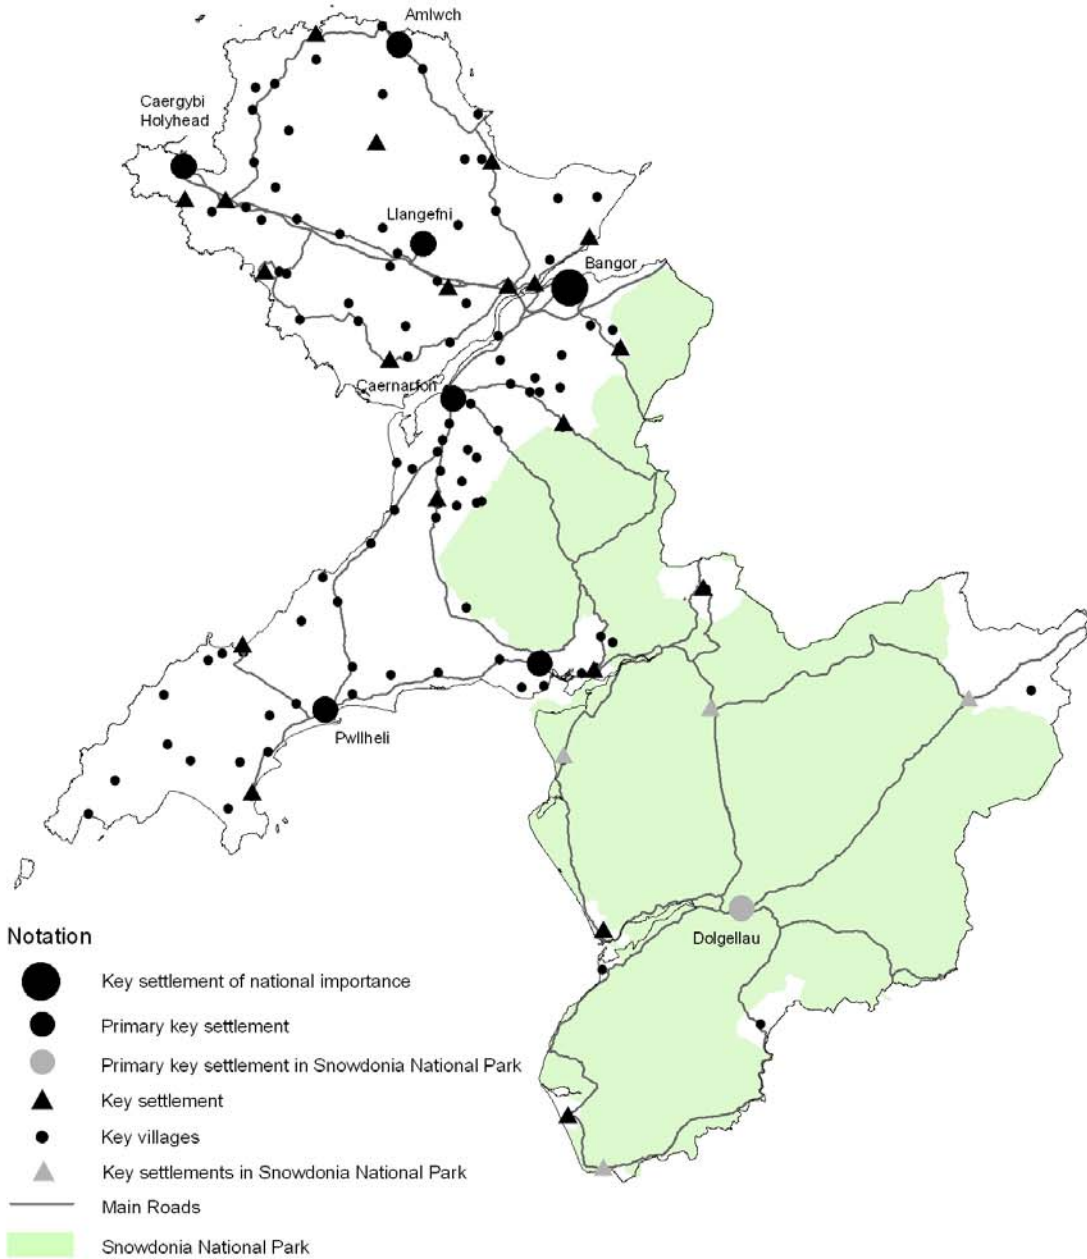 Amlwch
Caergybi
Holyhead
Llangefni
Bangor
Caernarfon
Pwllheli
Dolgellau
Notation
Key settlement of national importance
Primary key settlement
Primary key settlement in Snowdonia National Park
Key settlement
Key villages
Key settlements in Snowdonia National Park
Main Roads
Snowdonia National Park